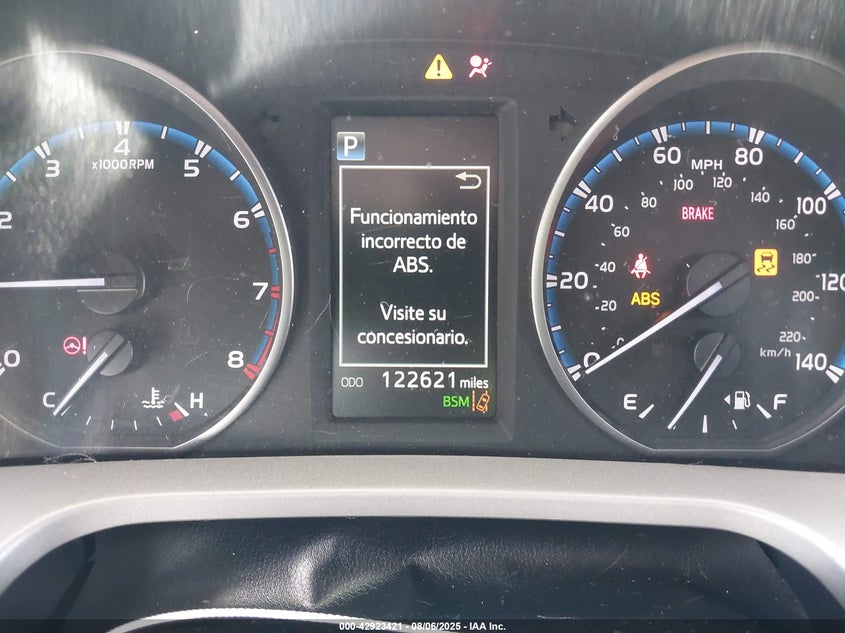 4
3
5
x1000RPM
2
6
7
0
8
C
H
P
Funcionamiento
incorrecto de
ABS.
Visite su
concesionario.
ODO 122621 miles
BSM
60
80
MPH
100
120
40
80
140
100
BRAKE
60
160
40
180
20
ABS
120
20
200
0
220
km/h
140
E
F
000-42923421 - 08/06/2025 - IAA Inc.